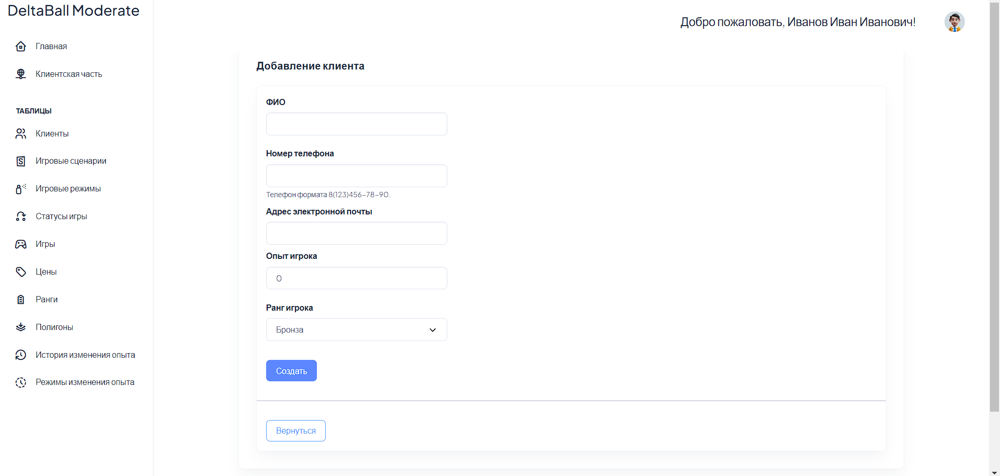 DeltaBall Moderate
Добро пожаловать, Иванов Иван Иванович!
Главная
Клиентская часть
ТАБЛИЦЫ
Клиенты
Игровые сценарии
Игровые режимы
Статусы игры
Игры
Цены
Ранги
Полигоны
История изменения опыта
Режимы изменения опыта
Добавление клиента
ФИО
Номер телефона
Телефон формата 8(123)456-78-90.
Адрес электронной почты
Опыт игрока
0
Ранг игрока
Бронза
Создать
Вернуться